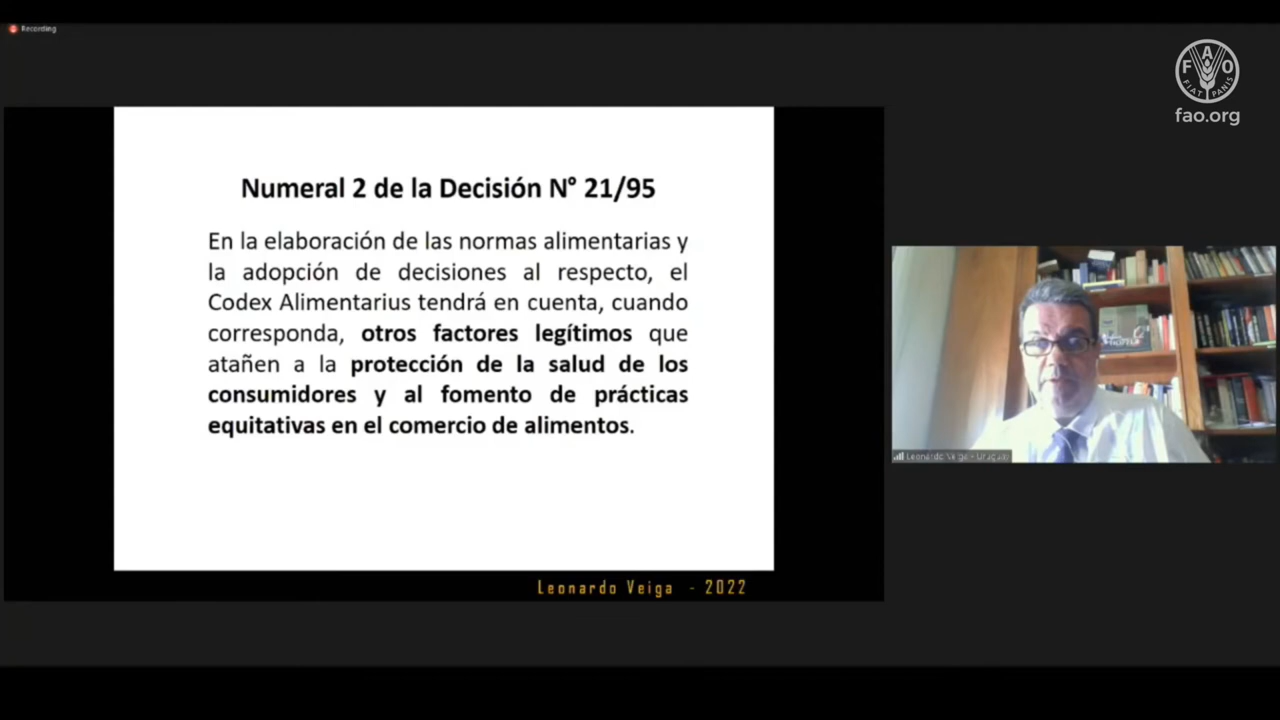 Recording
FAO
FIAT PANIS
fao.org
Numeral 2 de la Decisión N° 21/95
En la elaboración de las normas alimentarias y
la adopción de decisiones al respecto, el
Codex Alimentarius tendrá en cuenta, cuando
corresponda, otros factores legítimos que
atañen a la protección de la salud de los
consumidores y al fomento de prácticas
equitativas en el comercio de alimentos.
Leonardo Veiga - Uruguay
Leonardo Veiga - 2022